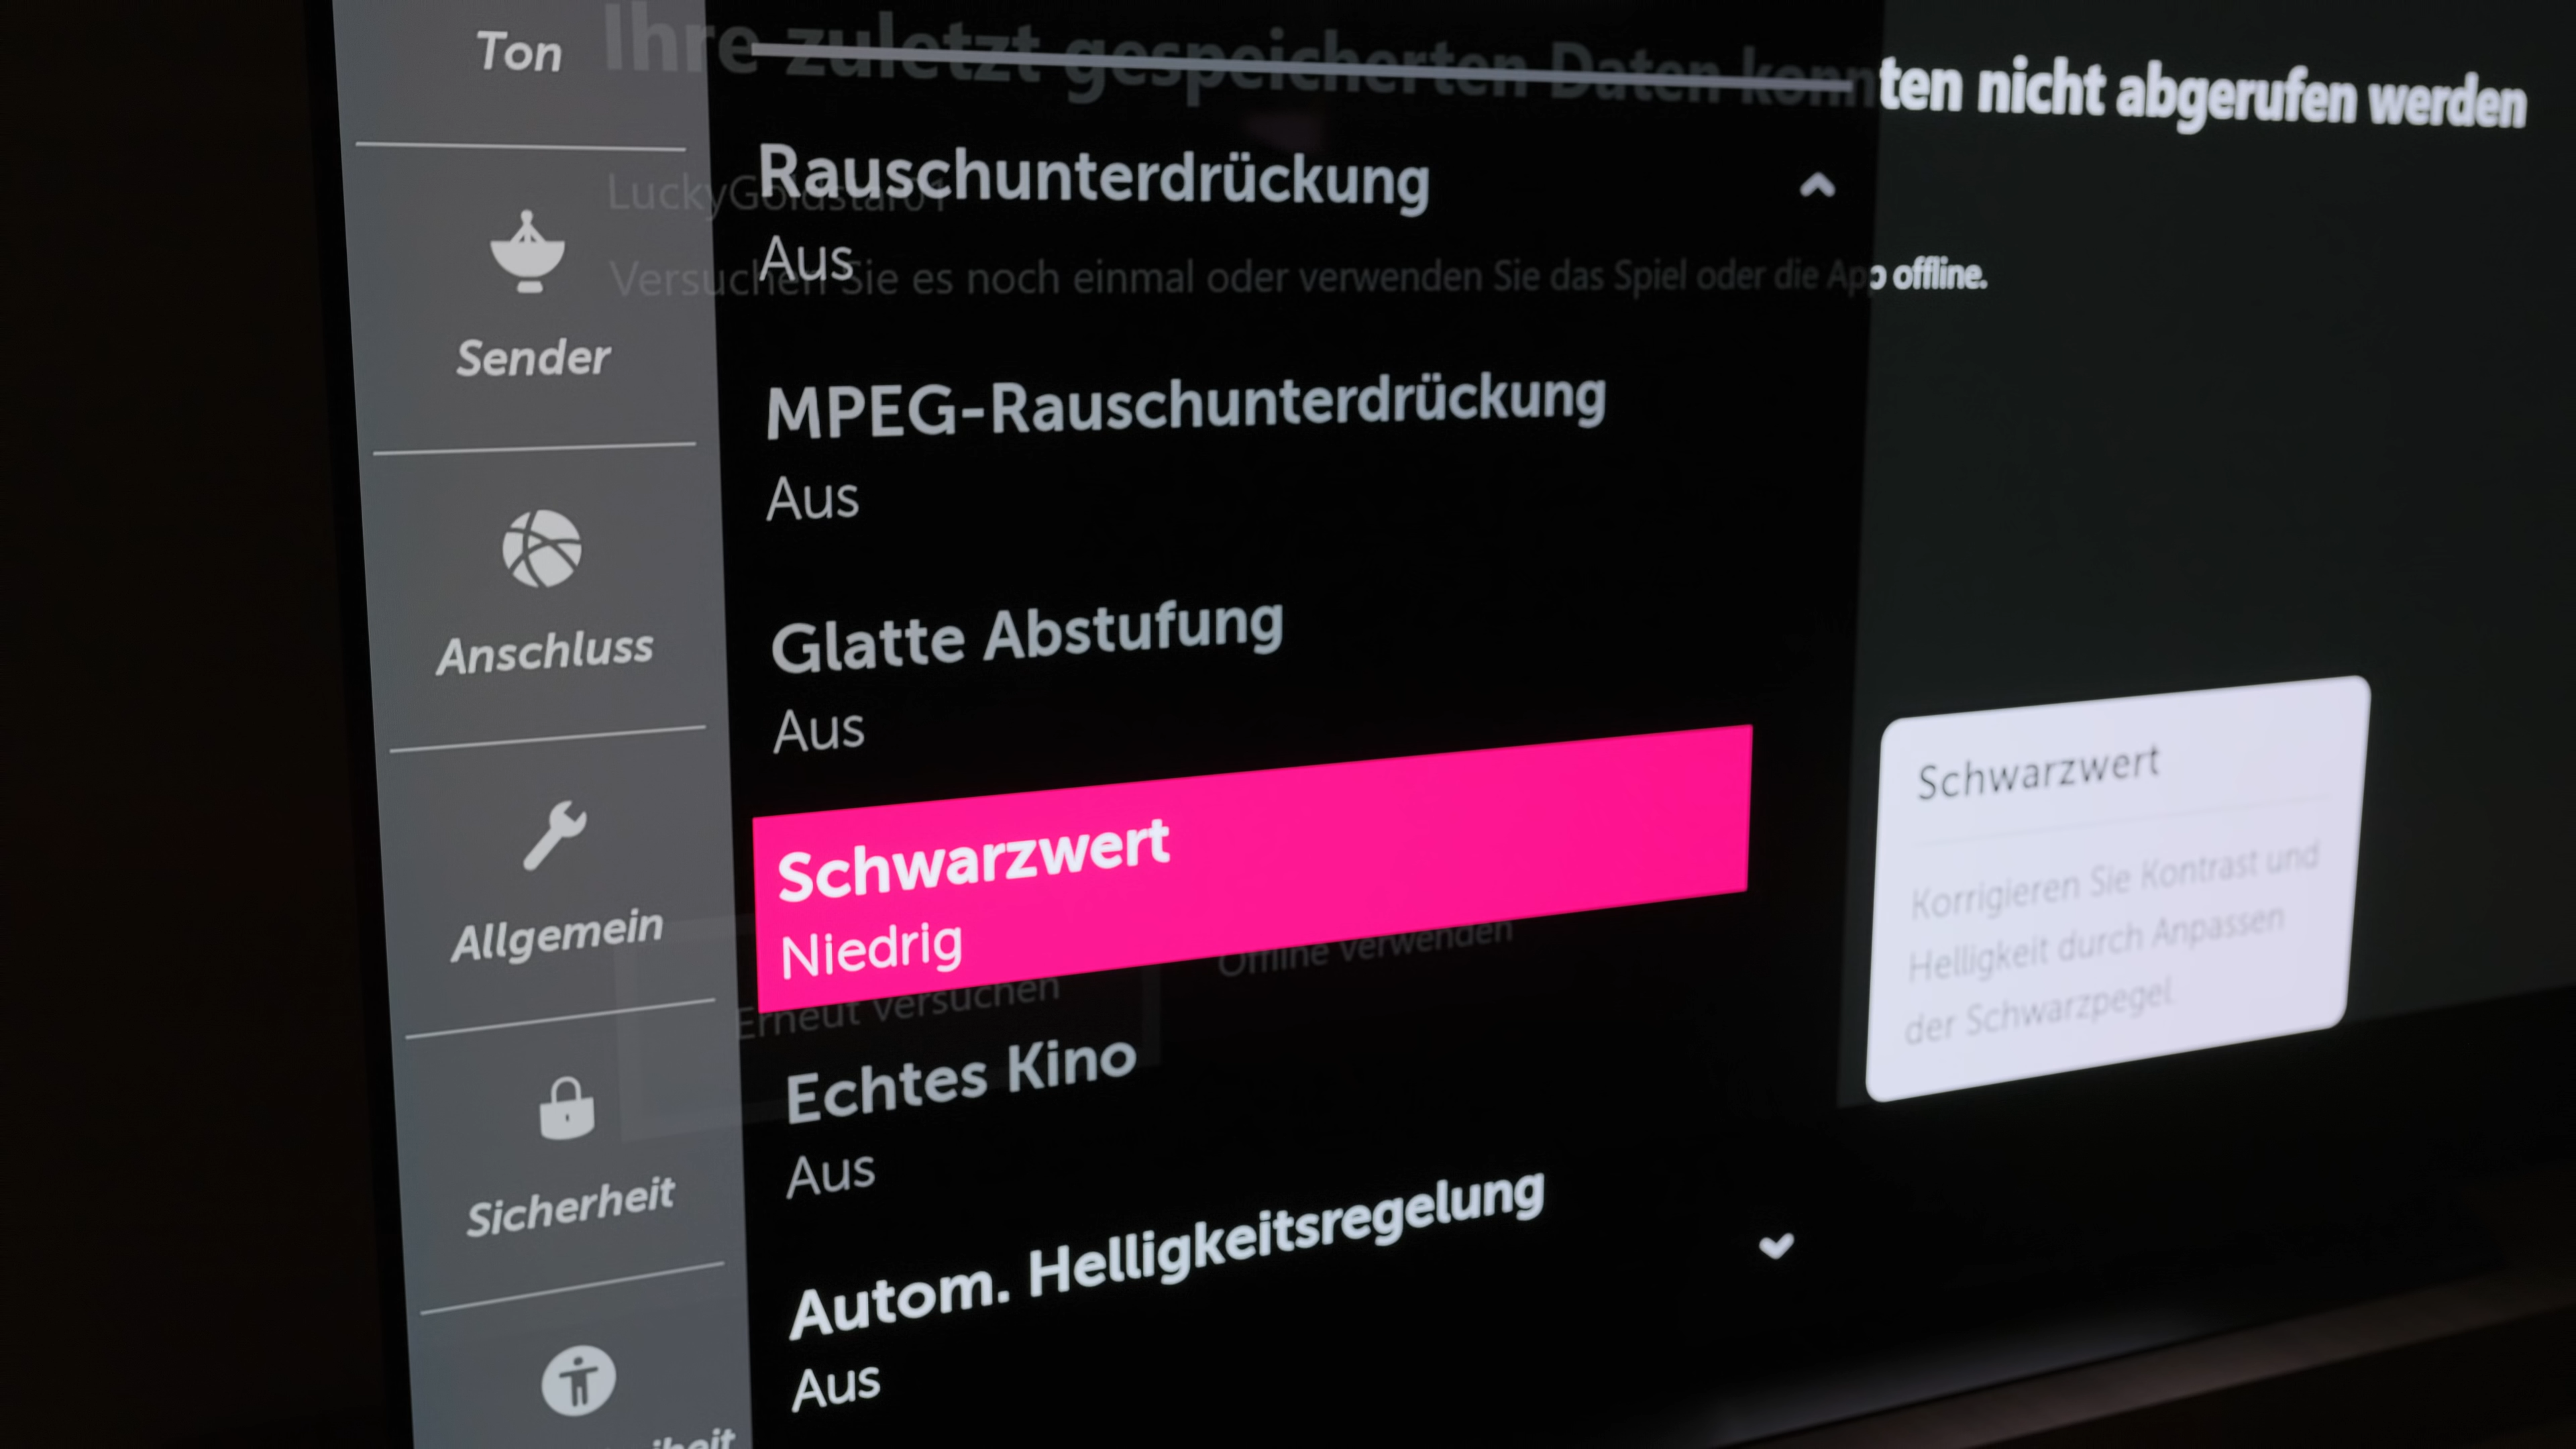 Ton
Sender
Anschluss
Allgemein
Sicherheit
Ihre zuletzt gespeicherten Daten konnten nicht abgerufen werden
LuckyGoldstar01
Versuchen Sie es noch einmal oder verwenden Sie das Spiel oder die App offline.
Rauschunterdrückung
Aus
MPEG-Rauschunterdrückung
Aus
Glatte Abstufung
Aus
Schwarzwert
Niedrig
Erneut versuchen
Offline verwenden
Echtes Kino
Aus
Autom. Helligkeitsregelung
Aus
Schwarzwert
Korrigieren Sie Kontrast und
Helligkeit durch Anpassen
der Schwarzpegel